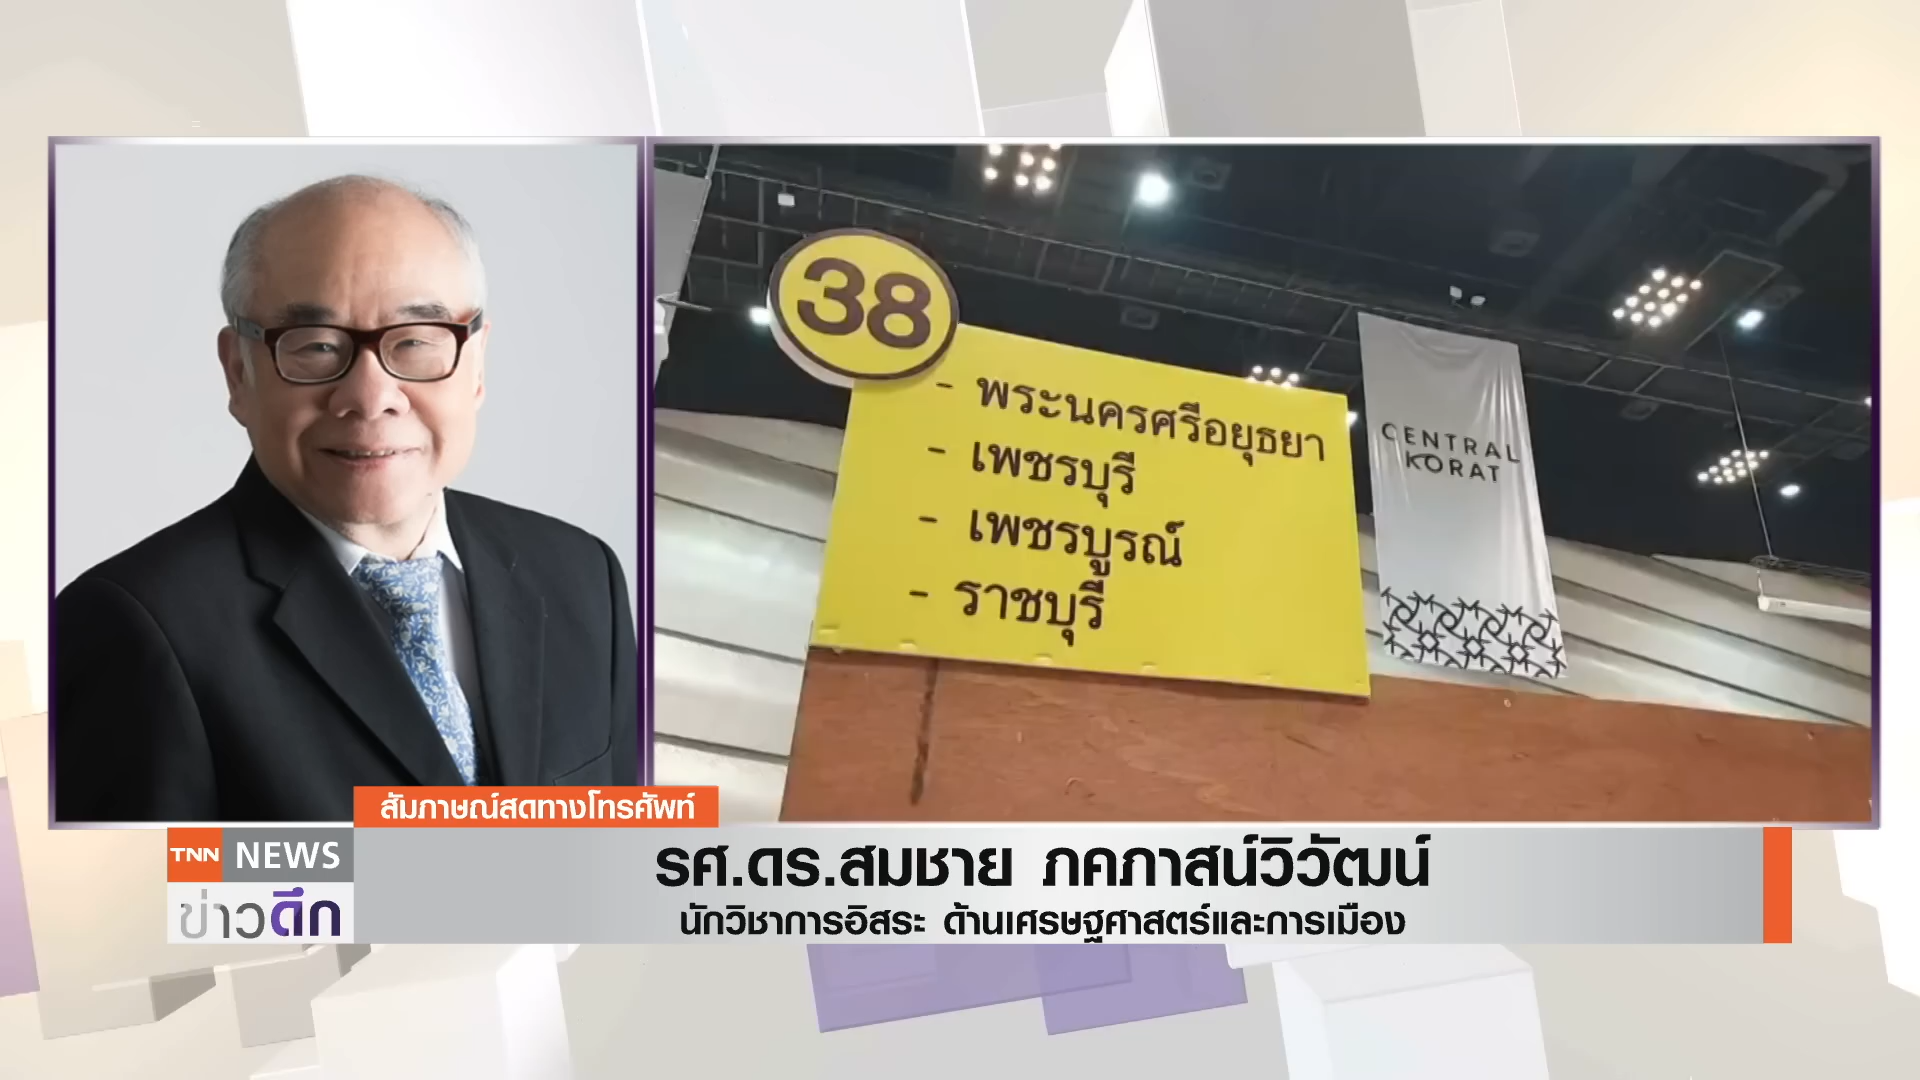 38
- พระนครศรีอยุธยา
- เพชรบุรี
- เพชรบูรณ์
- ราชบุรี
CENTRAL
KORAT
สัมภาษณ์สดทางโทรศัพท์
TNN NEWS
ข่าวดึก
รศ.ดร.สมชาย ภคภาสน์วิวัฒน์
นักวิชาการอิสระ ด้านเศรษฐศาสตร์และการเมือง